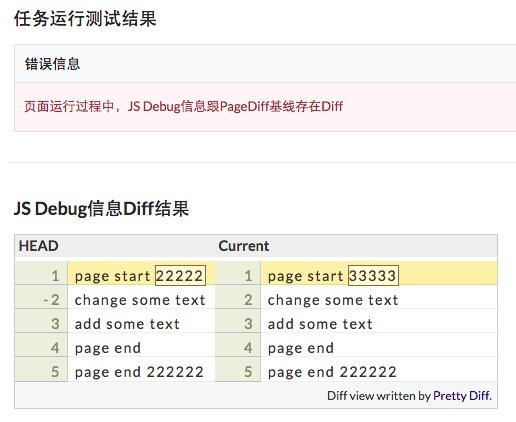 任务运行测试结果
错误信息
页面运行过程中，JS Debug信息跟PageDiff基线存在Diff
JS Debug信息Diff结果
HEAD Current
1 page start 22222 1 page start 33333
-2 change some text 2 change some text
3 add some text 3 add some text
4 page end 4 page end
5 page end 222222 5 page end 222222
Diff view written by Pretty Diff.